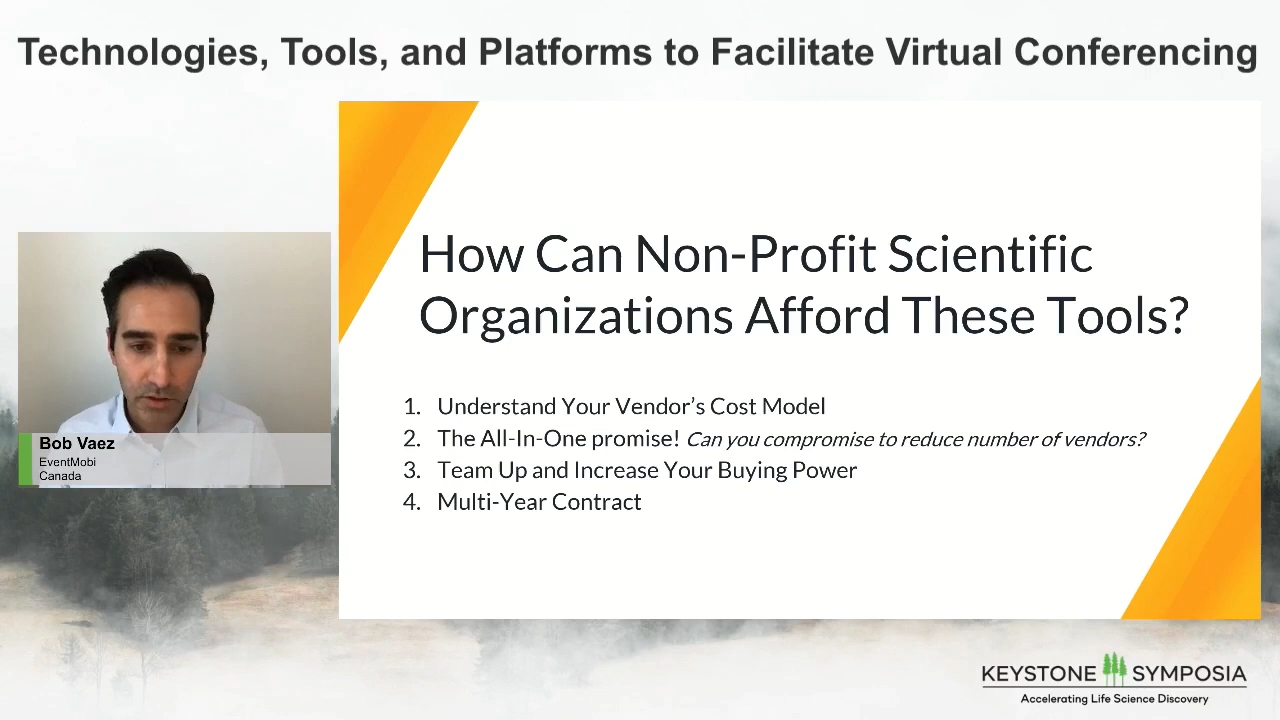 Technologies, Tools, and Platforms to Facilitate Virtual Conferencing
How Can Non-Profit Scientific
Organizations Afford These Tools?
1. Understand Your Vendor’s Cost Model
2. The All-In-One promise! Can you compromise to reduce number of vendors?
3. Team Up and Increase Your Buying Power
4. Multi-Year Contract
Bob Vaez
EventMobi
Canada
KEYSTONE SYMPOSIA
Accelerating Life Science Discovery